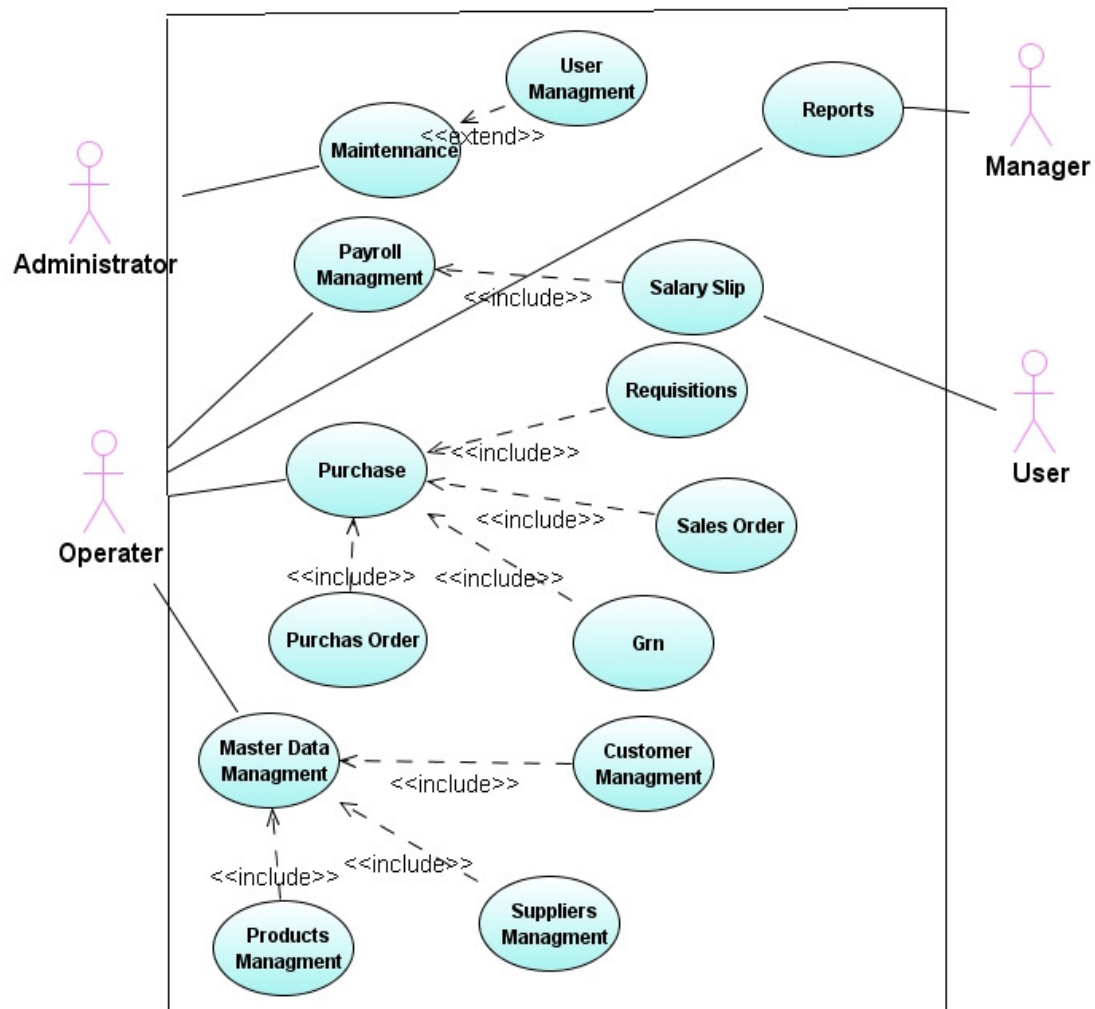 User
Managment
Reports
<<extend>>
Maintennance
Manager
Administrator
Payroll
Managment
<<include>>
Salary Slip
Requisitions
<<include>>
Purchase
User
<<include>>
Sales Order
Operater
<<include>>
<<include>>
Purchas Order
Grn
Master Data
Managment
Customer
Managment
<<include>>
<<include>>
<<include>>
Products
Managment
Suppliers
Managment